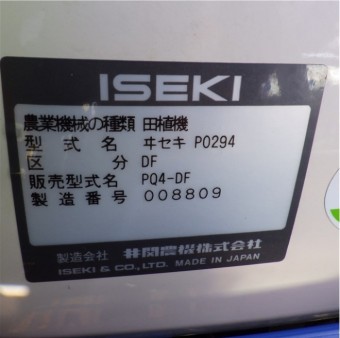 ISEKI
農業機械の種類 田植機
型式名 ヰセキ P0294
区分 DF
販売型式名 PQ4-DF
製造番号 008809
製造会社 井関農機株式会社
ISEKI & CO., LTD. MADE IN JAPAN